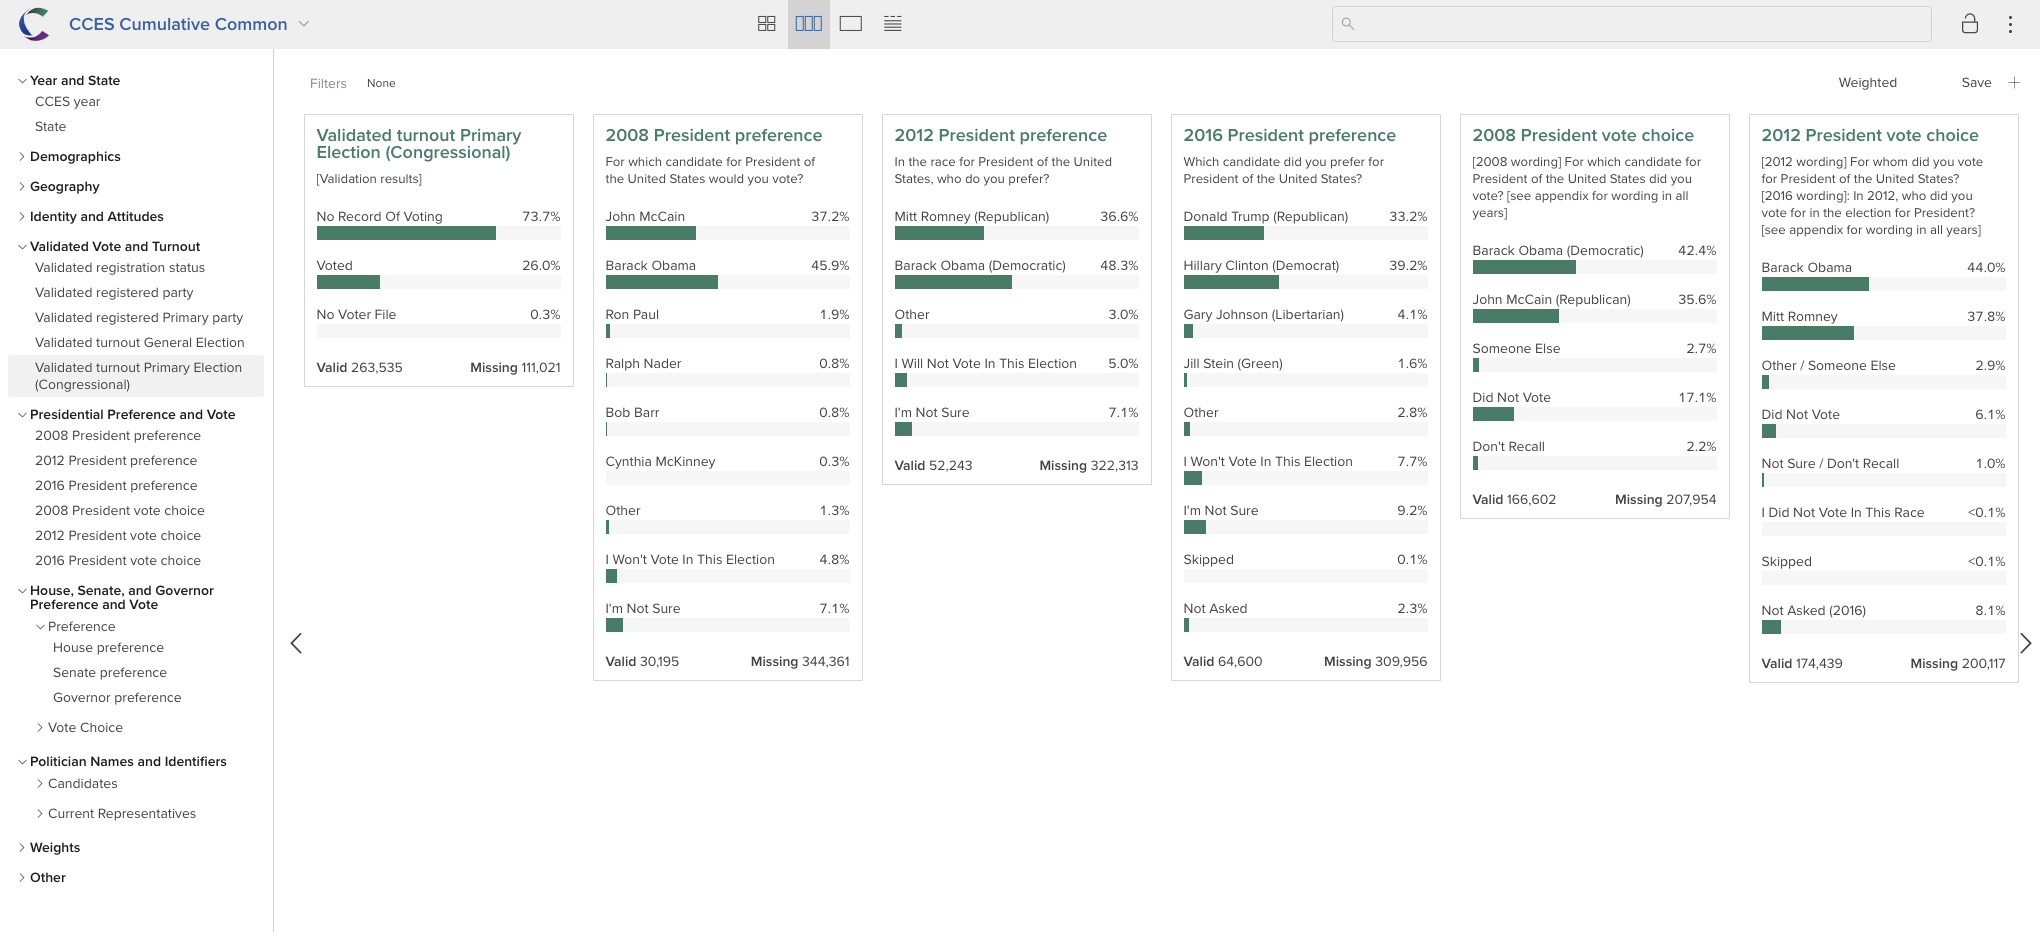 CCES Cumulative Common
Year and State
CCES year
State
Demographics
Geography
Identity and Attitudes
Validated Vote and Turnout
Validated registration status
Validated registered party
Validated registered Primary party
Validated turnout General Election
Validated turnout Primary Election
(Congressional)
Presidential Preference and Vote
2008 President preference
2012 President preference
2016 President preference
2008 President vote choice
2012 President vote choice
2016 President vote choice
House, Senate, and Governor
Preference and Vote
Preference
House preference
Senate preference
Governor preference
Vote Choice
Politician Names and Identifiers
Candidates
Current Representatives
Weights
Other
Filters None
Weighted Save
Validated turnout Primary
Election (Congressional)
[Validation results]
No Record Of Voting 73.7%
Voted 26.0%
No Voter File 0.3%
Valid 263,535 Missing 111,021
2008 President preference
For which candidate for President of
the United States would you vote?
John McCain 37.2%
Barack Obama 45.9%
Ron Paul 1.9%
Ralph Nader 0.8%
Bob Barr 0.8%
Cynthia McKinney 0.3%
Other 1.3%
I Won't Vote In This Election 4.8%
I'm Not Sure 7.1%
Valid 30,195 Missing 344,361
2012 President preference
In the race for President of the United
States, who do you prefer?
Mitt Romney (Republican) 36.6%
Barack Obama (Democratic) 48.3%
Other 3.0%
I Will Not Vote In This Election 5.0%
I'm Not Sure 7.1%
Valid 52,243 Missing 322,313
2016 President preference
Which candidate did you prefer for
President of the United States?
Donald Trump (Republican) 33.2%
Hillary Clinton (Democrat) 39.2%
Gary Johnson (Libertarian) 4.1%
Jill Stein (Green) 1.6%
Other 2.8%
I Won't Vote In This Election 7.7%
I'm Not Sure 9.2%
Skipped 0.1%
Not Asked 2.3%
Valid 64,600 Missing 309,956
2008 President vote choice
[2008 wording] For which candidate for
President of the United States did you
vote? [see appendix for wording in all
years]
Barack Obama (Democratic) 42.4%
John McCain (Republican) 35.6%
Someone Else 2.7%
Did Not Vote 17.1%
Don't Recall 2.2%
Valid 166,602 Missing 207,954
2012 President vote choice
[2012 wording] For whom did you vote
for President of the United States?
[2016 wording]: In 2012, who did you
vote for in the election for President?
[see appendix for wording in all years]
Barack Obama 44.0%
Mitt Romney 37.8%
Other / Someone Else 2.9%
Did Not Vote 6.1%
Not Sure / Don't Recall 1.0%
I Did Not Vote In This Race <0.1%
Skipped <0.1%
Not Asked (2016) 8.1%
Valid 174,439 Missing 200,117